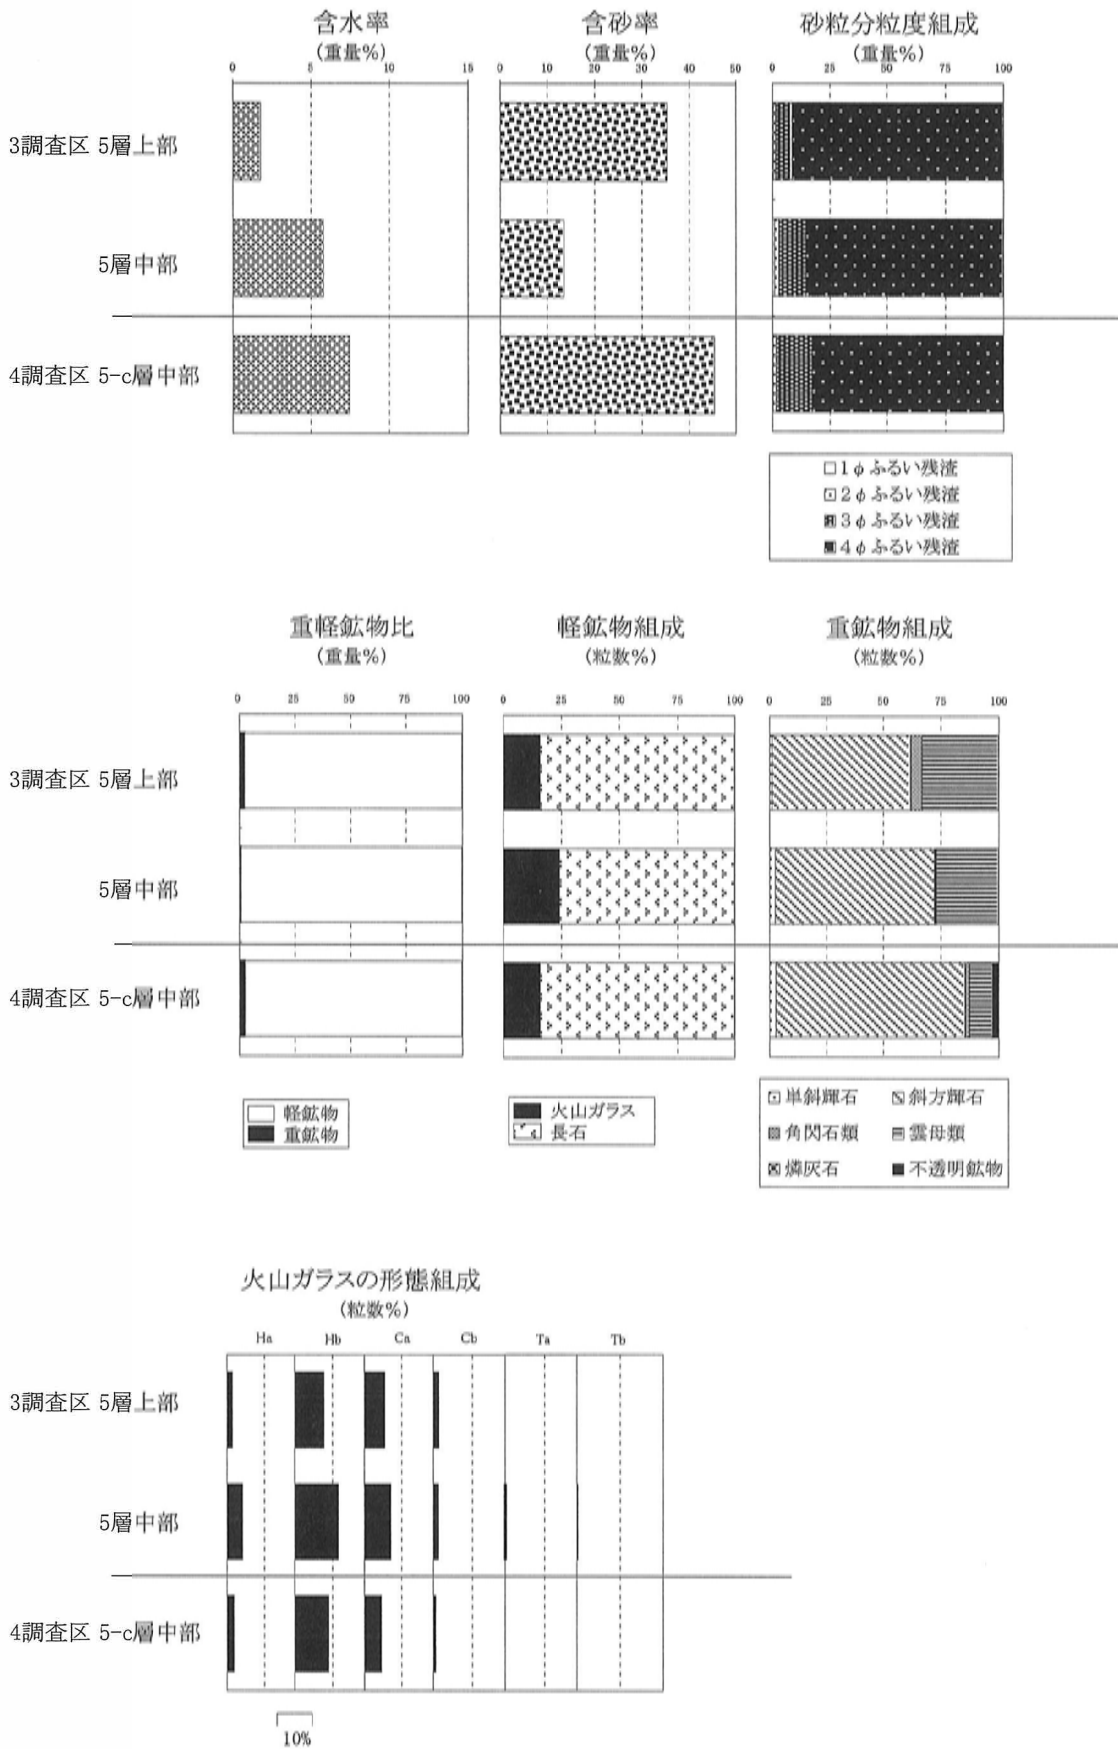 含水率
(重量%)
0 5 10 15
含砂率
(重量%)
0 10 20 30 40 50
砂粒分粒度組成
(重量%)
0 25 50 75 100
3調査区 5層上部
5層中部
4調査区 5-c層中部
1φふるい残渣
2φふるい残渣
3φふるい残渣
4φふるい残渣
重軽鉱物比
(重量%)
0 25 50 75 100
軽鉱物組成
(粒数%)
0 25 50 75 100
重鉱物組成
(粒数%)
0 25 50 75 100
3調査区 5層上部
5層中部
4調査区 5-c層中部
軽鉱物
重鉱物
火山ガラス
長石
単斜輝石 斜方輝石
角閃石類 雲母類
燐灰石 不透明鉱物
火山ガラスの形態組成
(粒数%)
Ha Hb Ca Cb Ta Tb
3調査区 5層上部
5層中部
4調査区 5-c層中部
10%